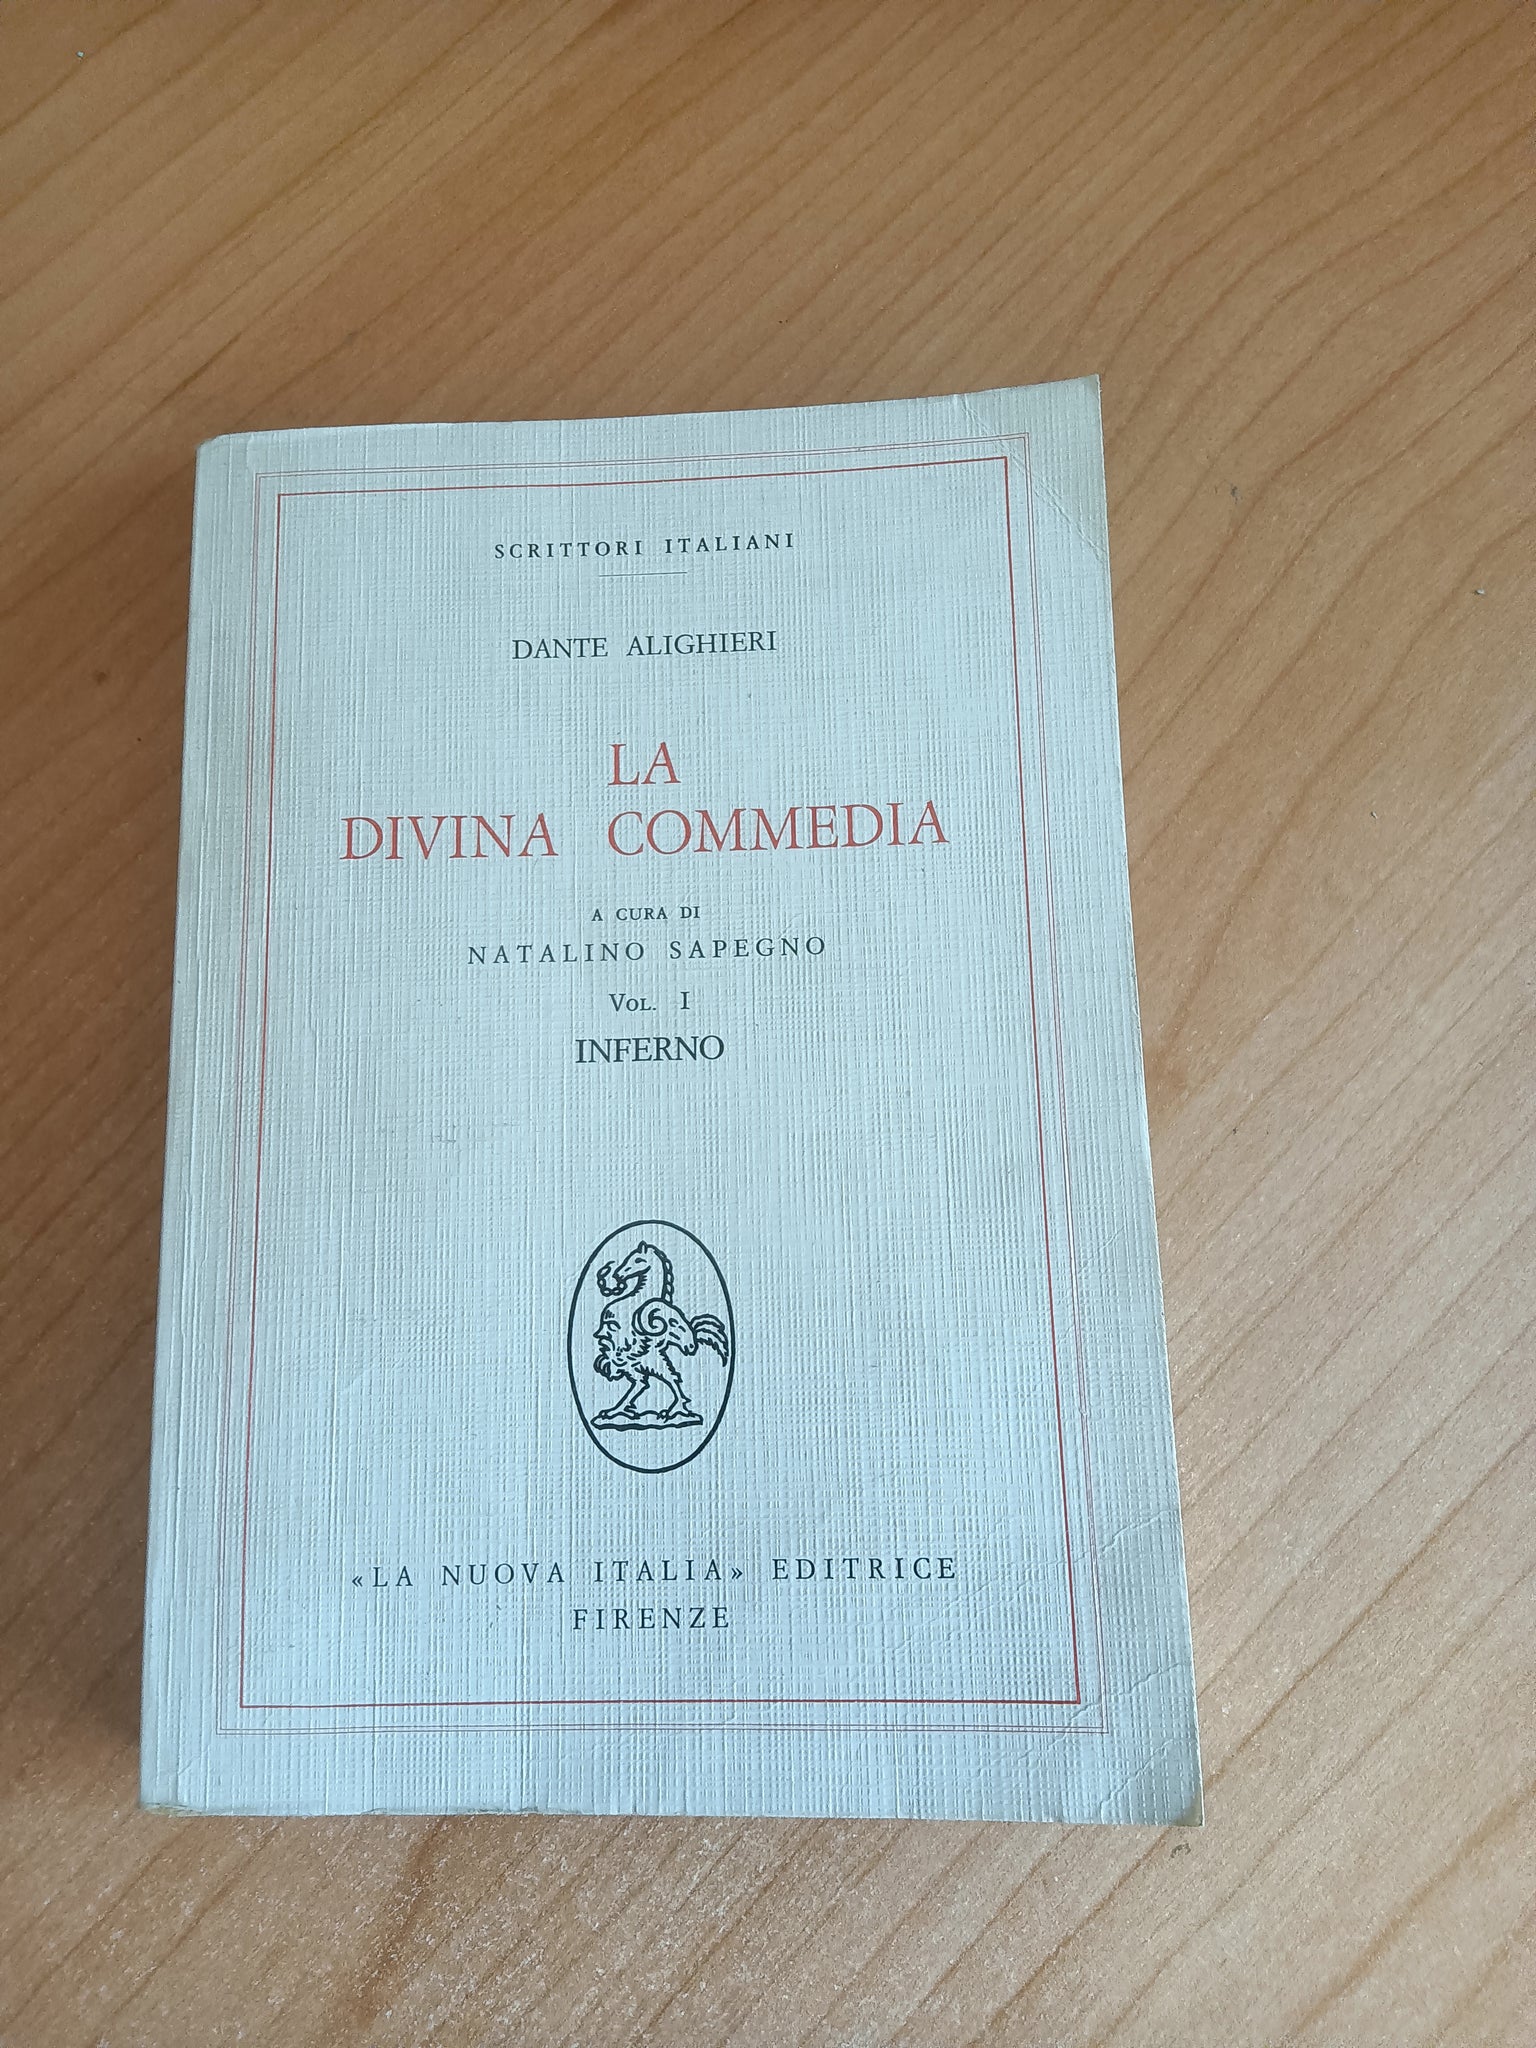 SCRITTORI ITALIANI
DANTE ALIGHIERI
LA
DIVINA COMMEDIA
A CURA DI
NATALINO SAPEGNO
VOL. I
INFERNO
«LA NUOVA ITALIA» EDITRICE
FIRENZE